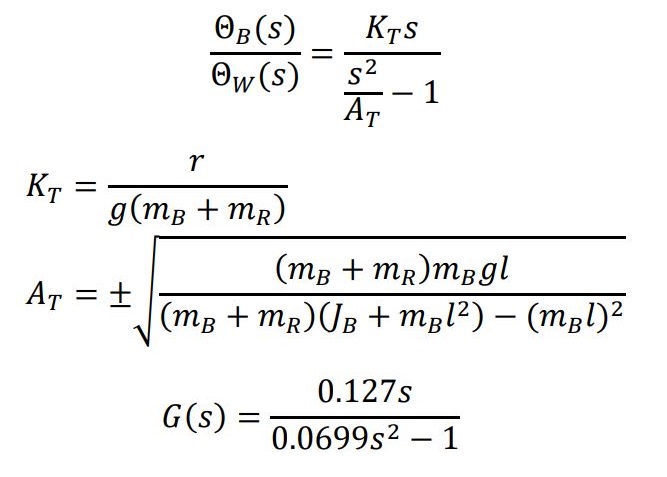 Θ_B(s)/Θ_W(s) = K_T s/(s²/A_T − 1)
K_T = r/(g(m_B + m_R))
A_T = ±√((m_B + m_R)m_B gl/((m_B + m_R)(J_B + m_B l²) − (m_B l)²))
G(s) = 0.127s/(0.0699s² − 1)